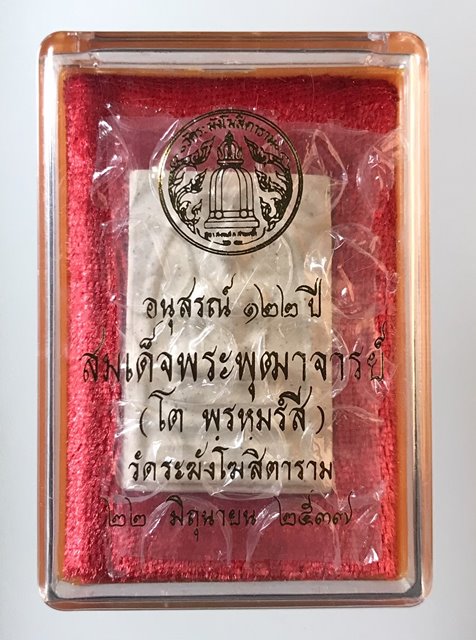 อนุสรณ์ ๑๒๒ ปี
สมเด็จพระพุฒาจารย์
(โต พฺรหฺมรํสี)
วัดระฆังโฆสิตาราม
๒๒ มิถุนายน ๒๕๓๗